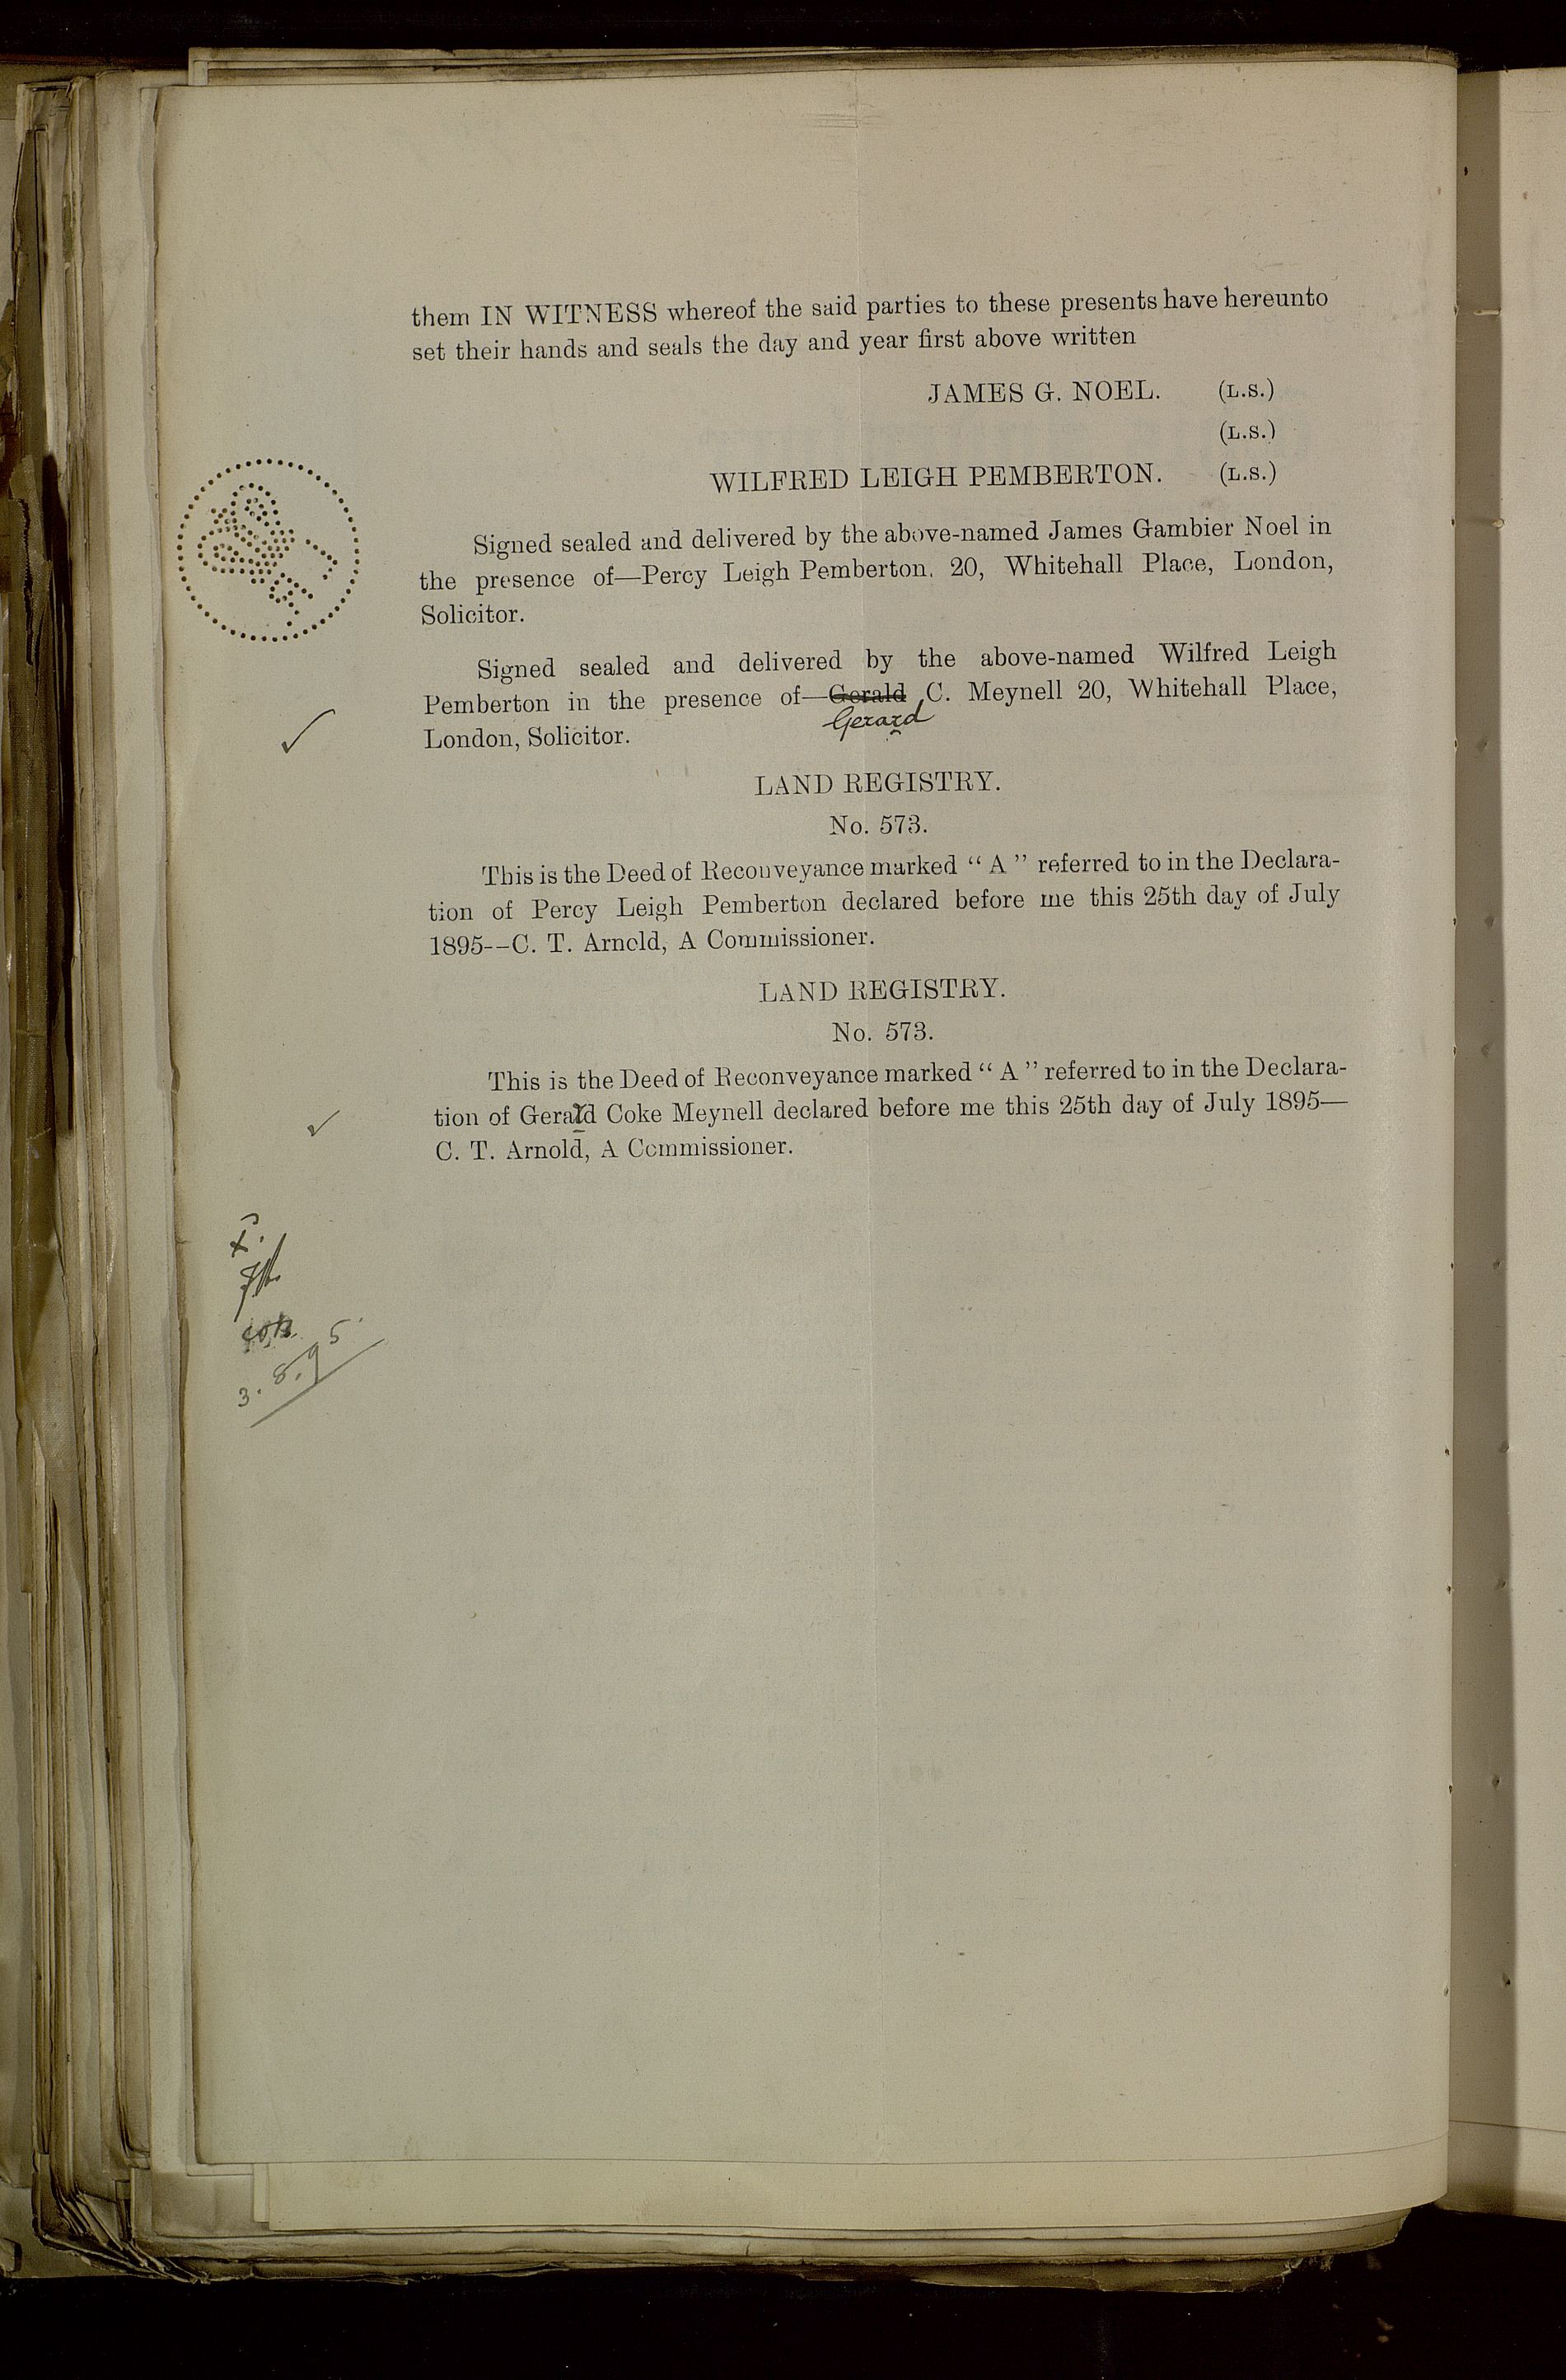 them IN WITNESS whereof the said parties to these presents have hereunto
set their hands and seals the day and year first above written
JAMES G. NOEL. (L.S.)
(L.S.)
WILFRED LEIGH PEMBERTON. (L.S.)
Signed sealed and delivered by the above-named James Gambier Noel in
the presence of—Percy Leigh Pemberton, 20, Whitehall Place, London,
Solicitor.
Signed sealed and delivered by the above-named Wilfred Leigh
Pemberton in the presence of—Gerald C. Meynell 20, Whitehall Place,
Gerard
London, Solicitor.
LAND REGISTRY.
No. 573.
This is the Deed of Reconveyance marked “ A ” referred to in the Declara-
tion of Percy Leigh Pemberton declared before me this 25th day of July
1895--C. T. Arnold, A Commissioner.
LAND REGISTRY.
No. 573.
This is the Deed of Reconveyance marked “ A ” referred to in the Declara-
tion of Gerard Coke Meynell declared before me this 25th day of July 1895—
C. T. Arnold, A Commissioner.
3.8.95